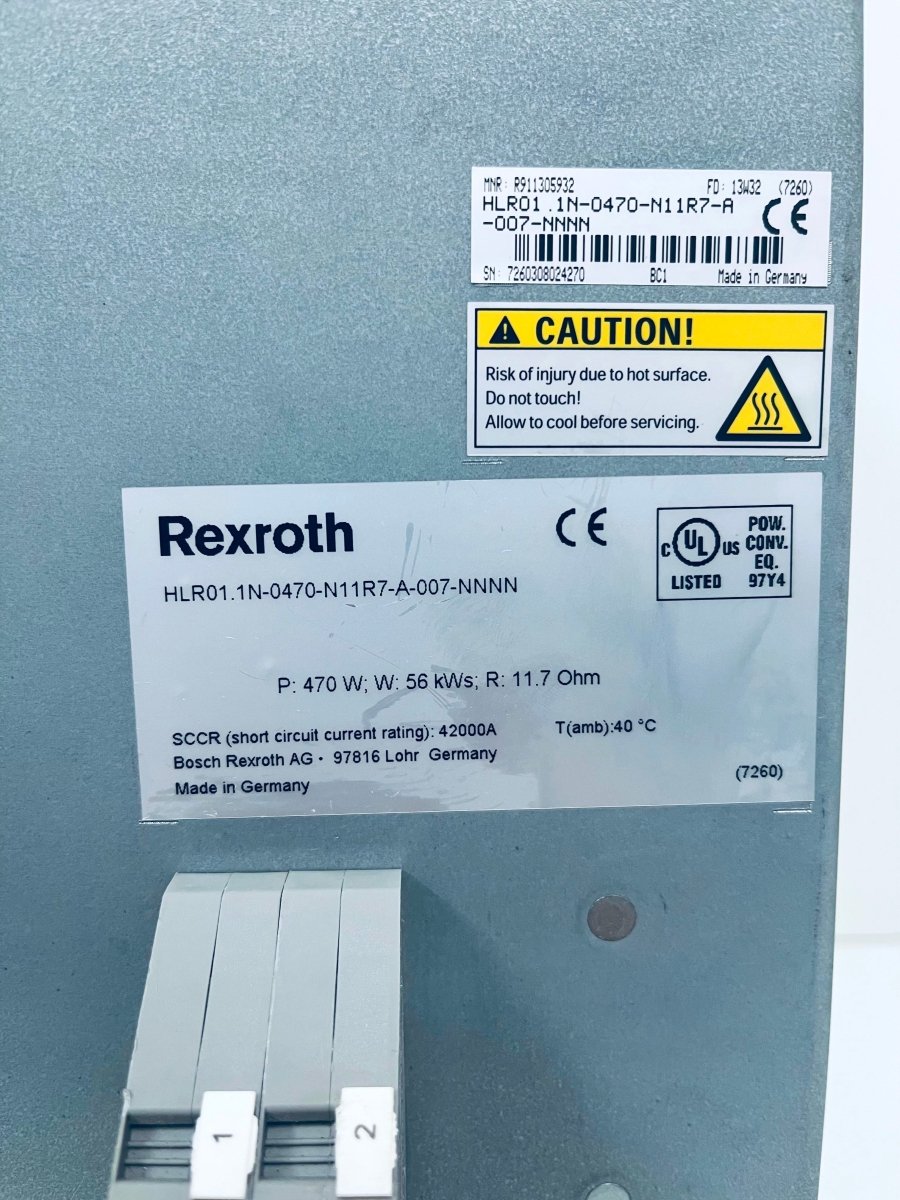 MNR: R911305932 FD: 13W32 (7260)
HLR01.1N-0470-N11R7-A
-007-NNNN
CE
SN: 7260308024270 BC1 Made in Germany
CAUTION!
Risk of injury due to hot surface.
Do not touch!
Allow to cool before servicing.
Rexroth
CE
C UL US
LISTED
POW.
CONV.
EQ.
97Y4
HLR01.1N-0470-N11R7-A-007-NNNN
P: 470 W; W: 56 kWs; R: 11.7 Ohm
SCCR (short circuit current rating): 42000A T(amb):40 °C
Bosch Rexroth AG • 97816 Lohr Germany
Made in Germany
(7260)
1
2